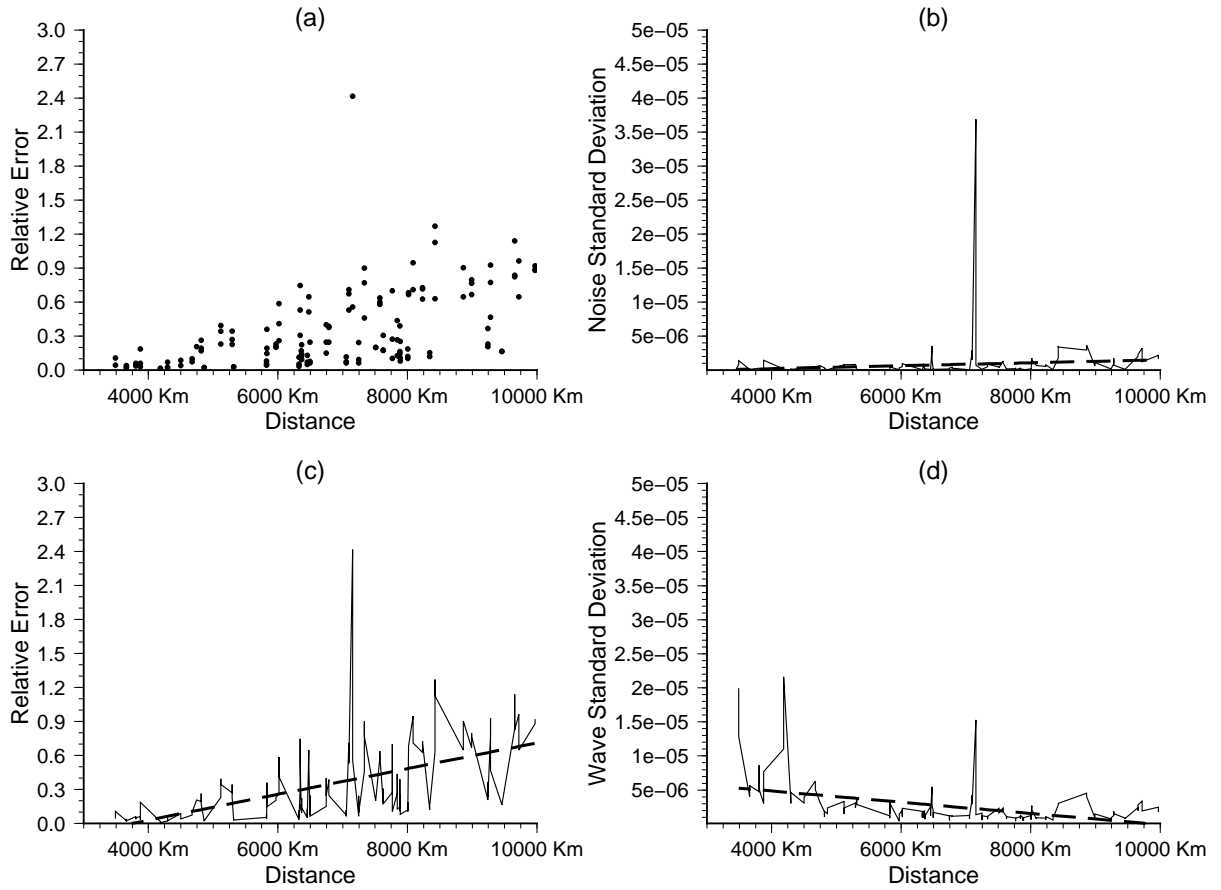 (a)
3.0
2.7
2.4
2.1
1.8
1.5
1.2
0.9
0.6
0.3
0.0
Relative Error
4000 Km 6000 Km 8000 Km 10000 Km
Distance
(b)
5e−05
4.5e−05
4e−05
3.5e−05
3e−05
2.5e−05
2e−05
1.5e−05
1e−05
5e−06
Noise Standard Deviation
4000 Km 6000 Km 8000 Km 10000 Km
Distance
(c)
3.0
2.7
2.4
2.1
1.8
1.5
1.2
0.9
0.6
0.3
0.0
Relative Error
4000 Km 6000 Km 8000 Km 10000 Km
Distance
(d)
5e−05
4.5e−05
4e−05
3.5e−05
3e−05
2.5e−05
2e−05
1.5e−05
1e−05
5e−06
Wave Standard Deviation
4000 Km 6000 Km 8000 Km 10000 Km
Distance